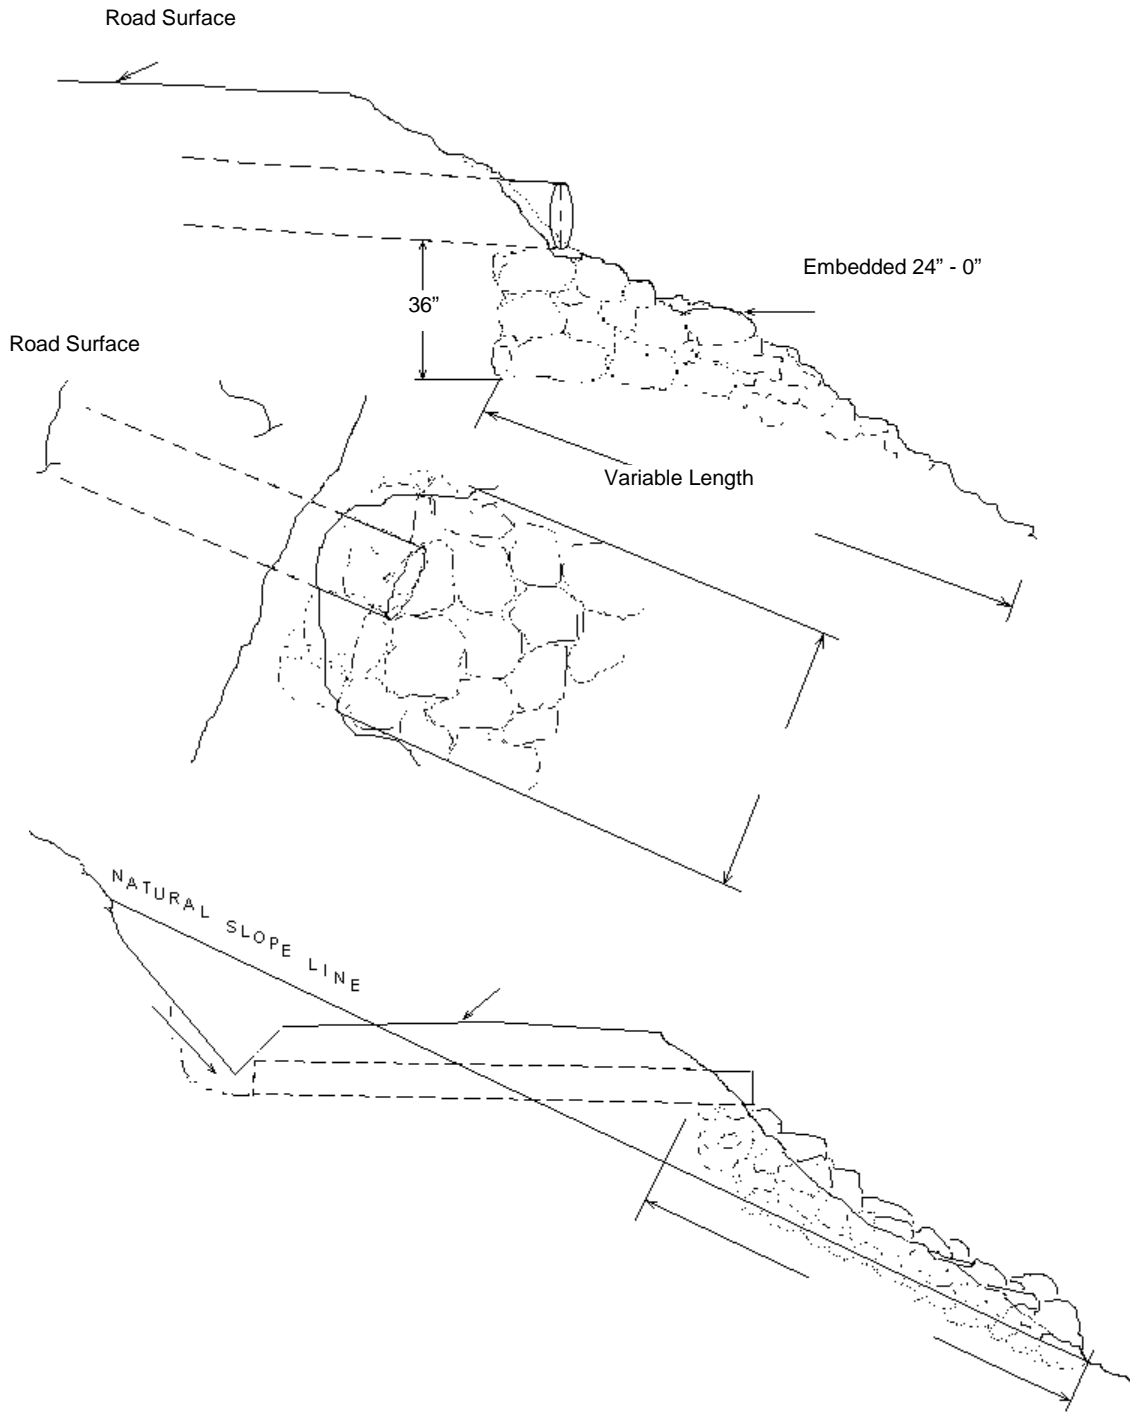 Road Surface
Embedded 24” - 0”
36”
Road Surface
Variable Length
NATURAL SLOPE LINE